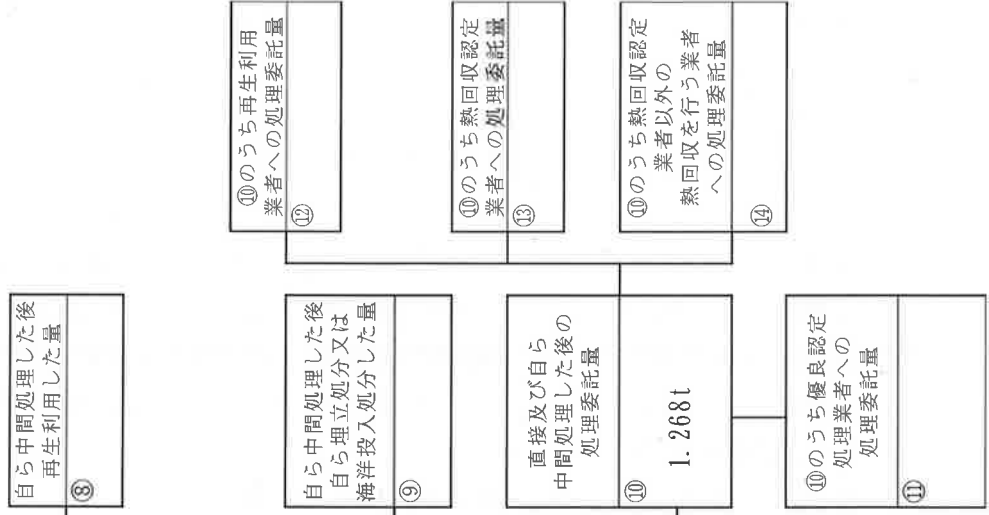 自ら中間処理した後
再生利用した量
⑧
自ら中間処理した後
自ら埋立処分又は
海洋投入処分した量
⑨
直接及び自ら
中間処理した後の
処理委託量
⑩
1.268t
⑩のうち優良認定
処理業者への
処理委託量
⑪
⑩のうち再生利用
業者への処理委託量
⑫
⑩のうち熱回収認定
業者への処理委託量
⑬
⑩のうち熱回収認定
業者以外の
熱回収を行う業者
への処理委託量
⑭